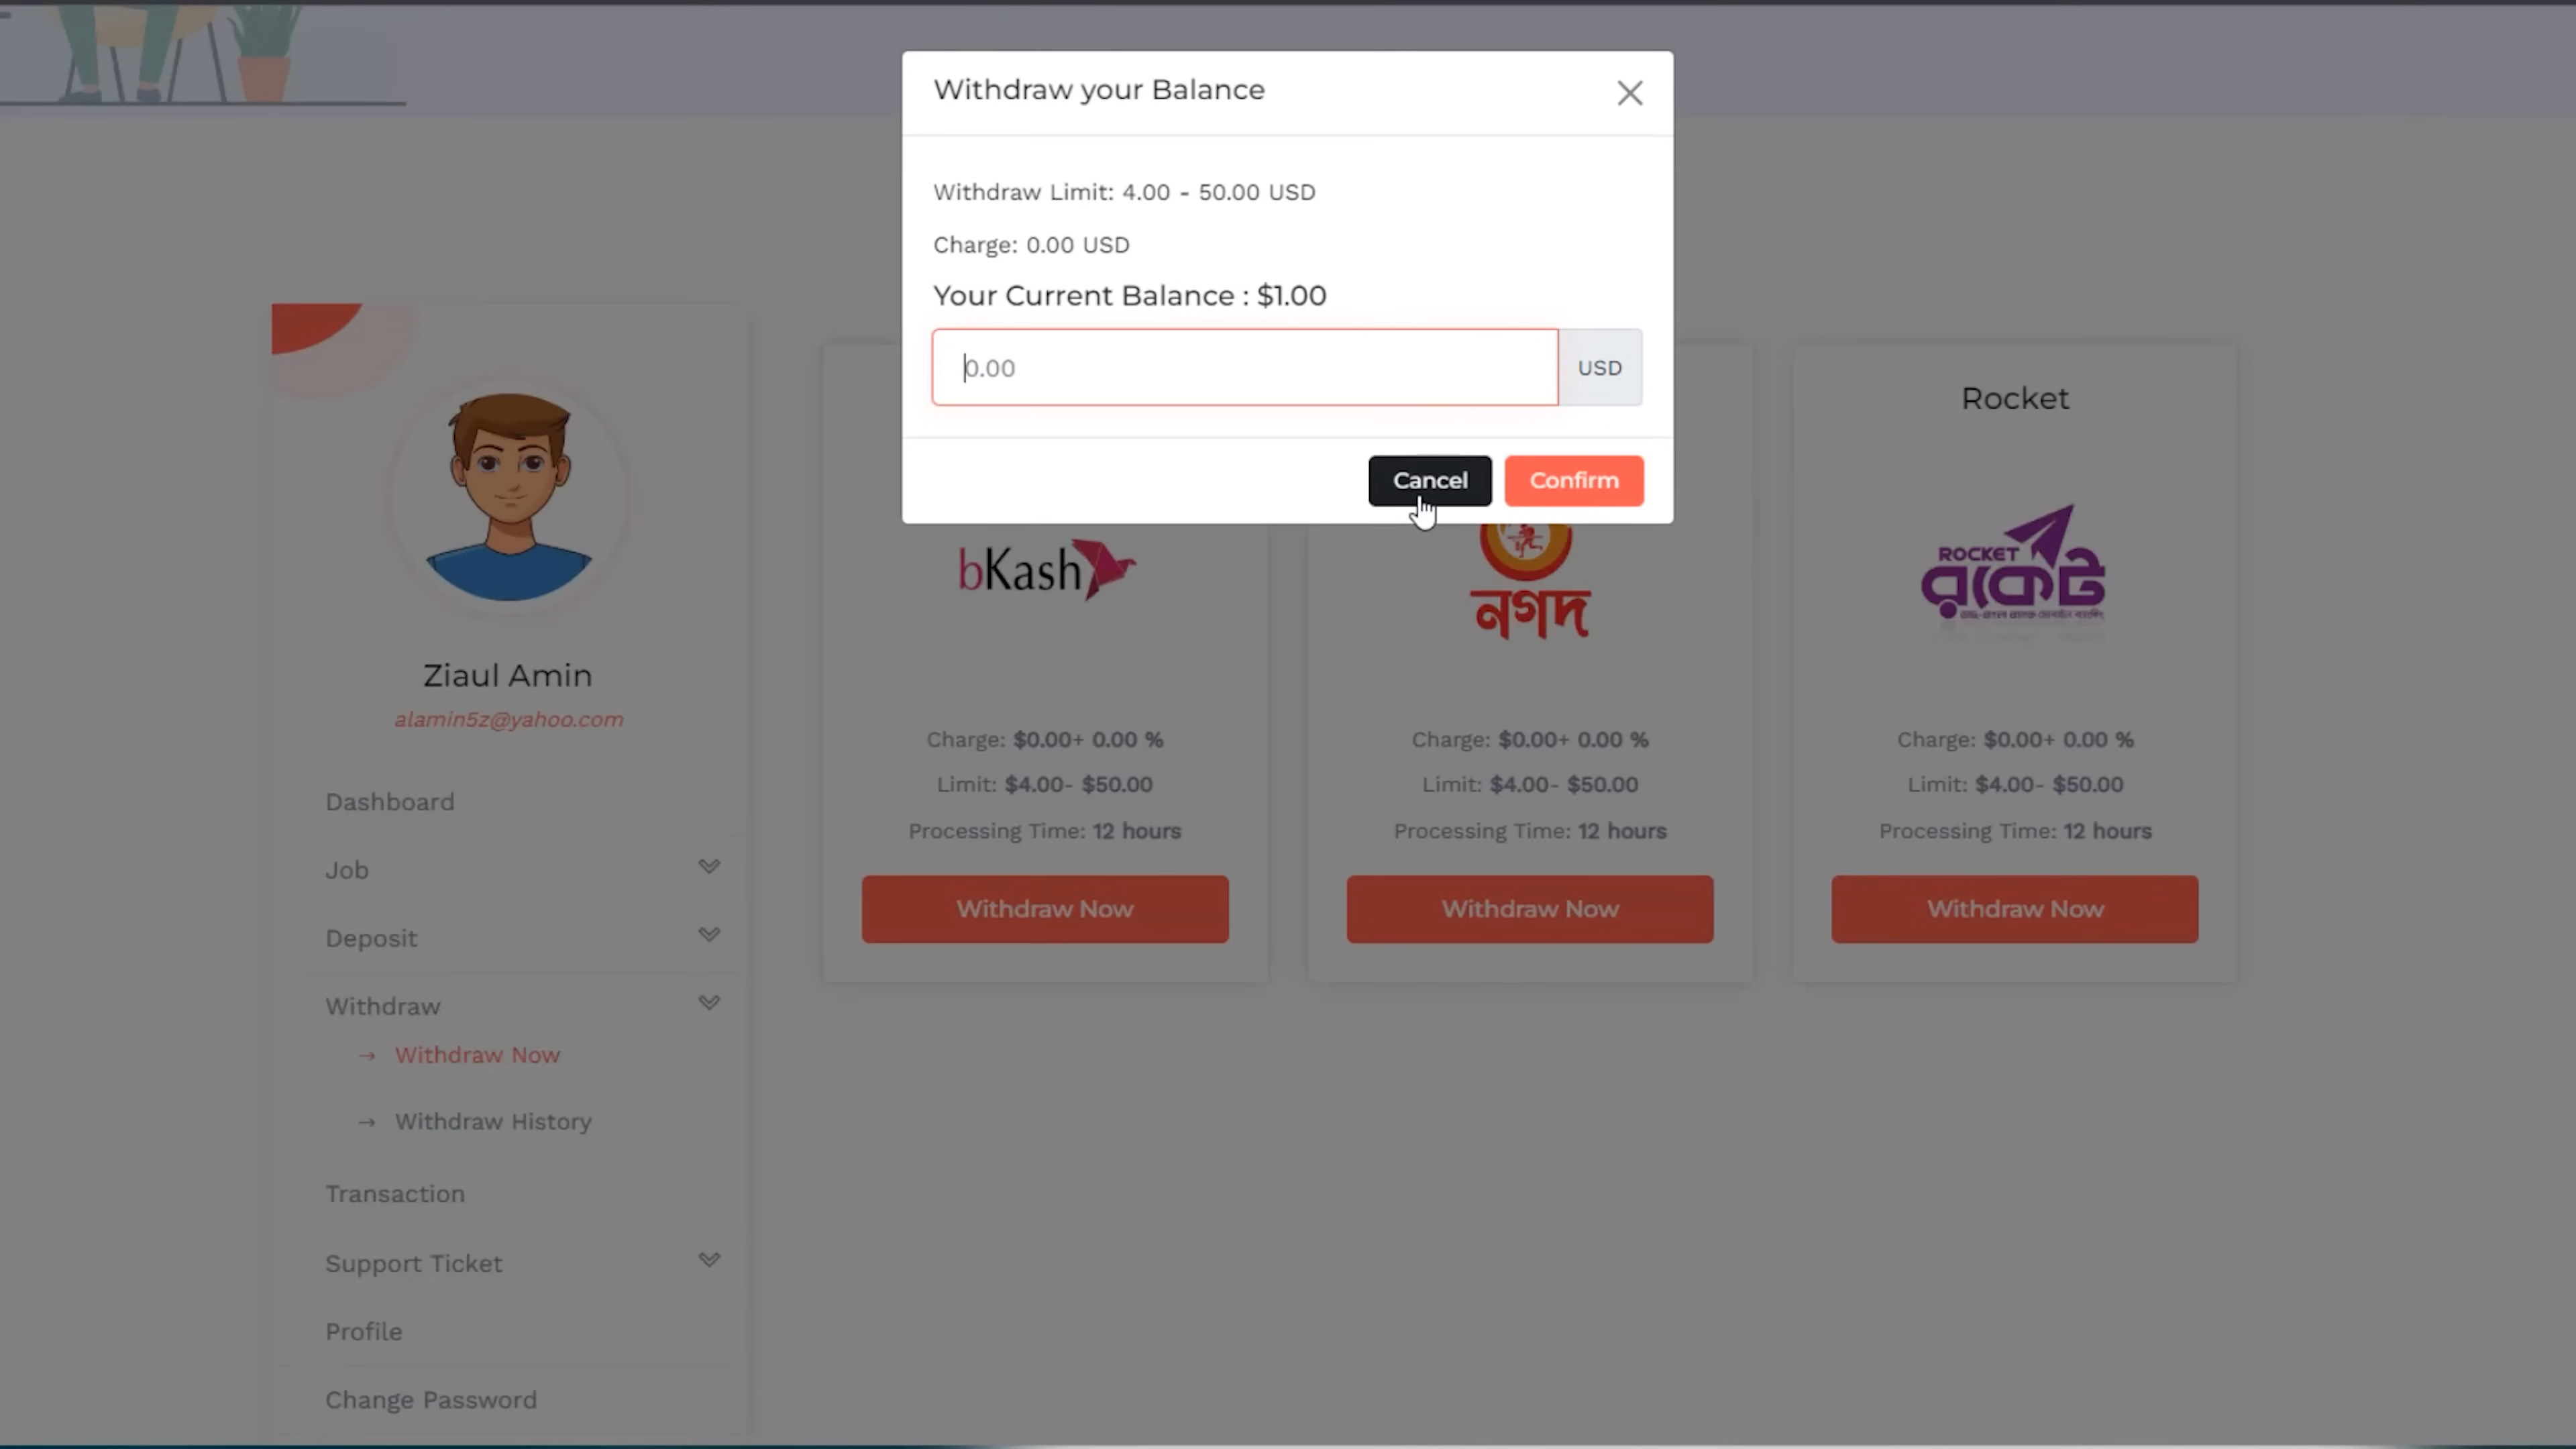 Withdraw your Balance
Withdraw Limit: 4.00 - 50.00 USD
Charge: 0.00 USD
Your Current Balance : $1.00
0.00
USD
Cancel
Confirm
Ziaul Amin
alamin5z@yahoo.com
Dashboard
Job
Deposit
Withdraw
→ Withdraw Now
→ Withdraw History
Transaction
Support Ticket
Profile
Change Password
bKash
Charge: $0.00+ 0.00 %
Limit: $4.00- $50.00
Processing Time: 12 hours
Withdraw Now
নগদ
Charge: $0.00+ 0.00 %
Limit: $4.00- $50.00
Processing Time: 12 hours
Withdraw Now
Rocket
ROCKET
রকেট
Charge: $0.00+ 0.00 %
Limit: $4.00- $50.00
Processing Time: 12 hours
Withdraw Now